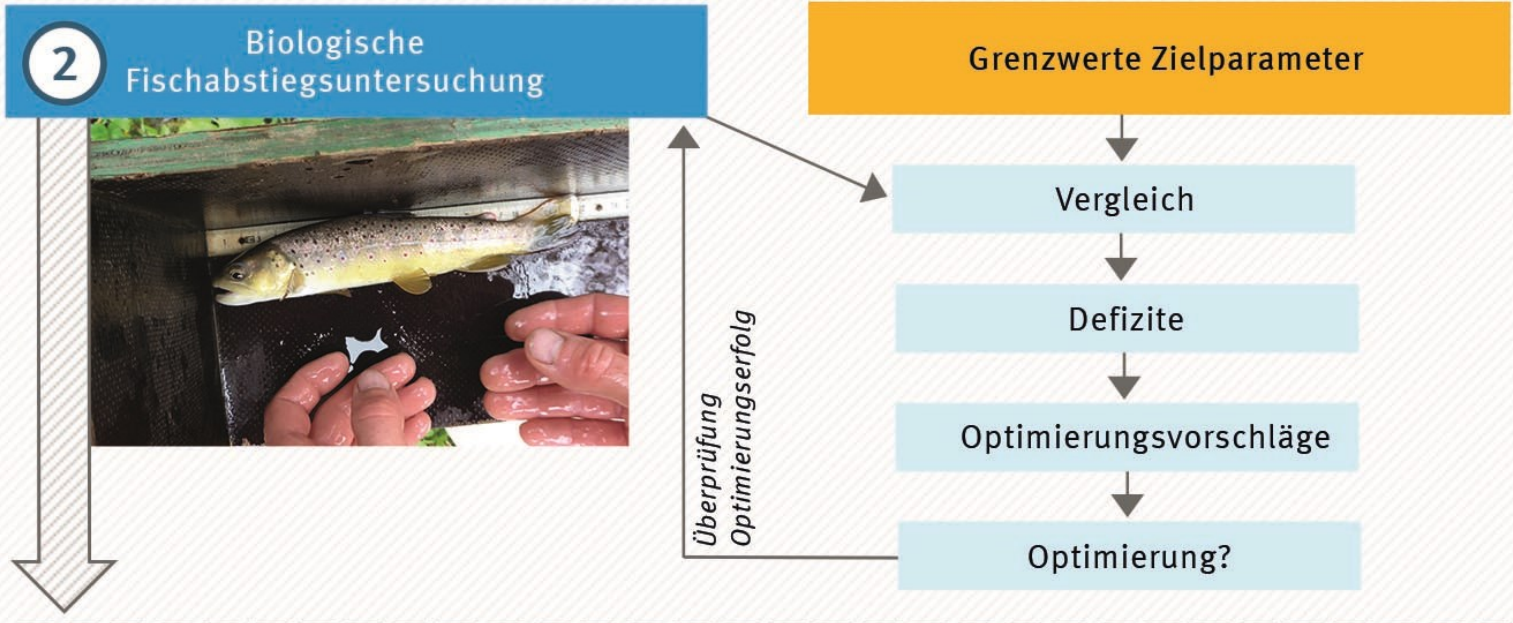 2
Biologische
Fischabstiegsuntersuchung
Grenzwerte Zielparameter
Vergleich
Defizite
Optimierungsvorschläge
Optimierung?
Überprüfung
Optimierungserfolg